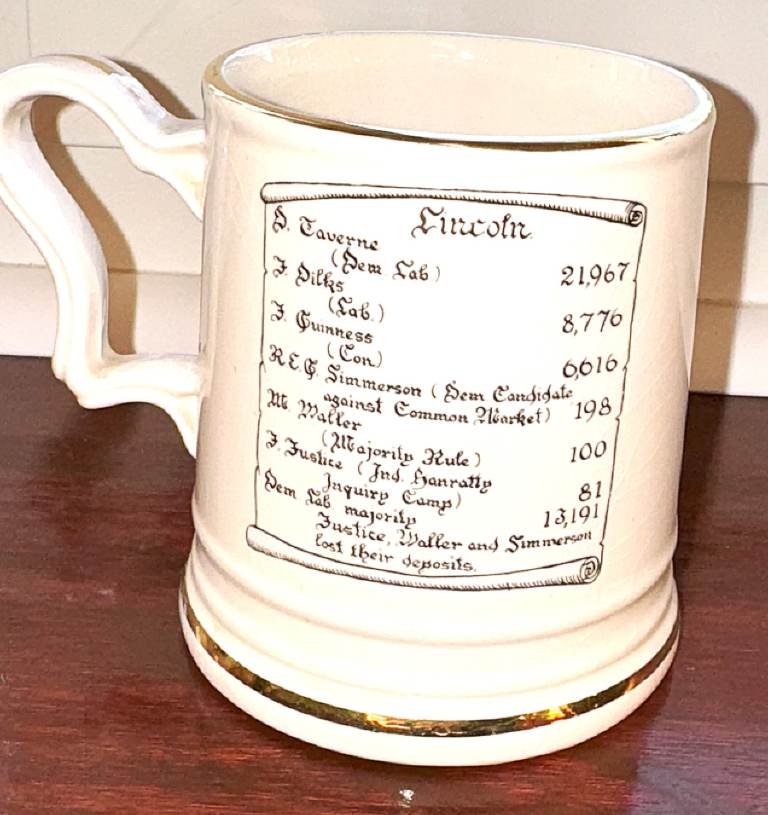 Lincoln.
D. Taverne
(Dem Lab) 21,967
J. Dilks
(Lab.) 8,776
J. Guinness
(Con) 6,616
R.E.G. Simmerson (Dem Candidate
against Common Market) 198
M. Waller
(Majority Rule) 100
J. Justice (Ind. Hanratty
Inquiry Camp) 81
Dem Lab majority 13,191
Justice, Waller and Simmerson
lost their deposits.